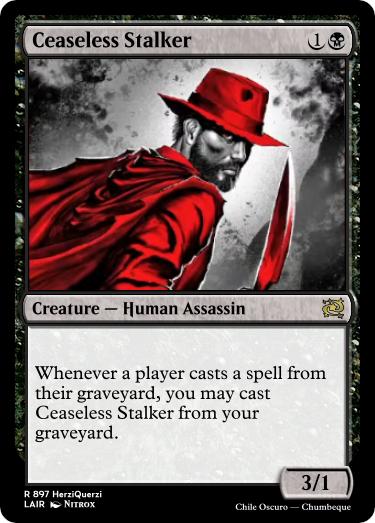 Ceaseless Stalker 1
Creature — Human Assassin
Whenever a player casts a spell from
their graveyard, you may cast
Ceaseless Stalker from your
graveyard.
3/1
R 897 HerziQuerzi
LAIR Nitrox
Chile Oscuro — Chumbeque